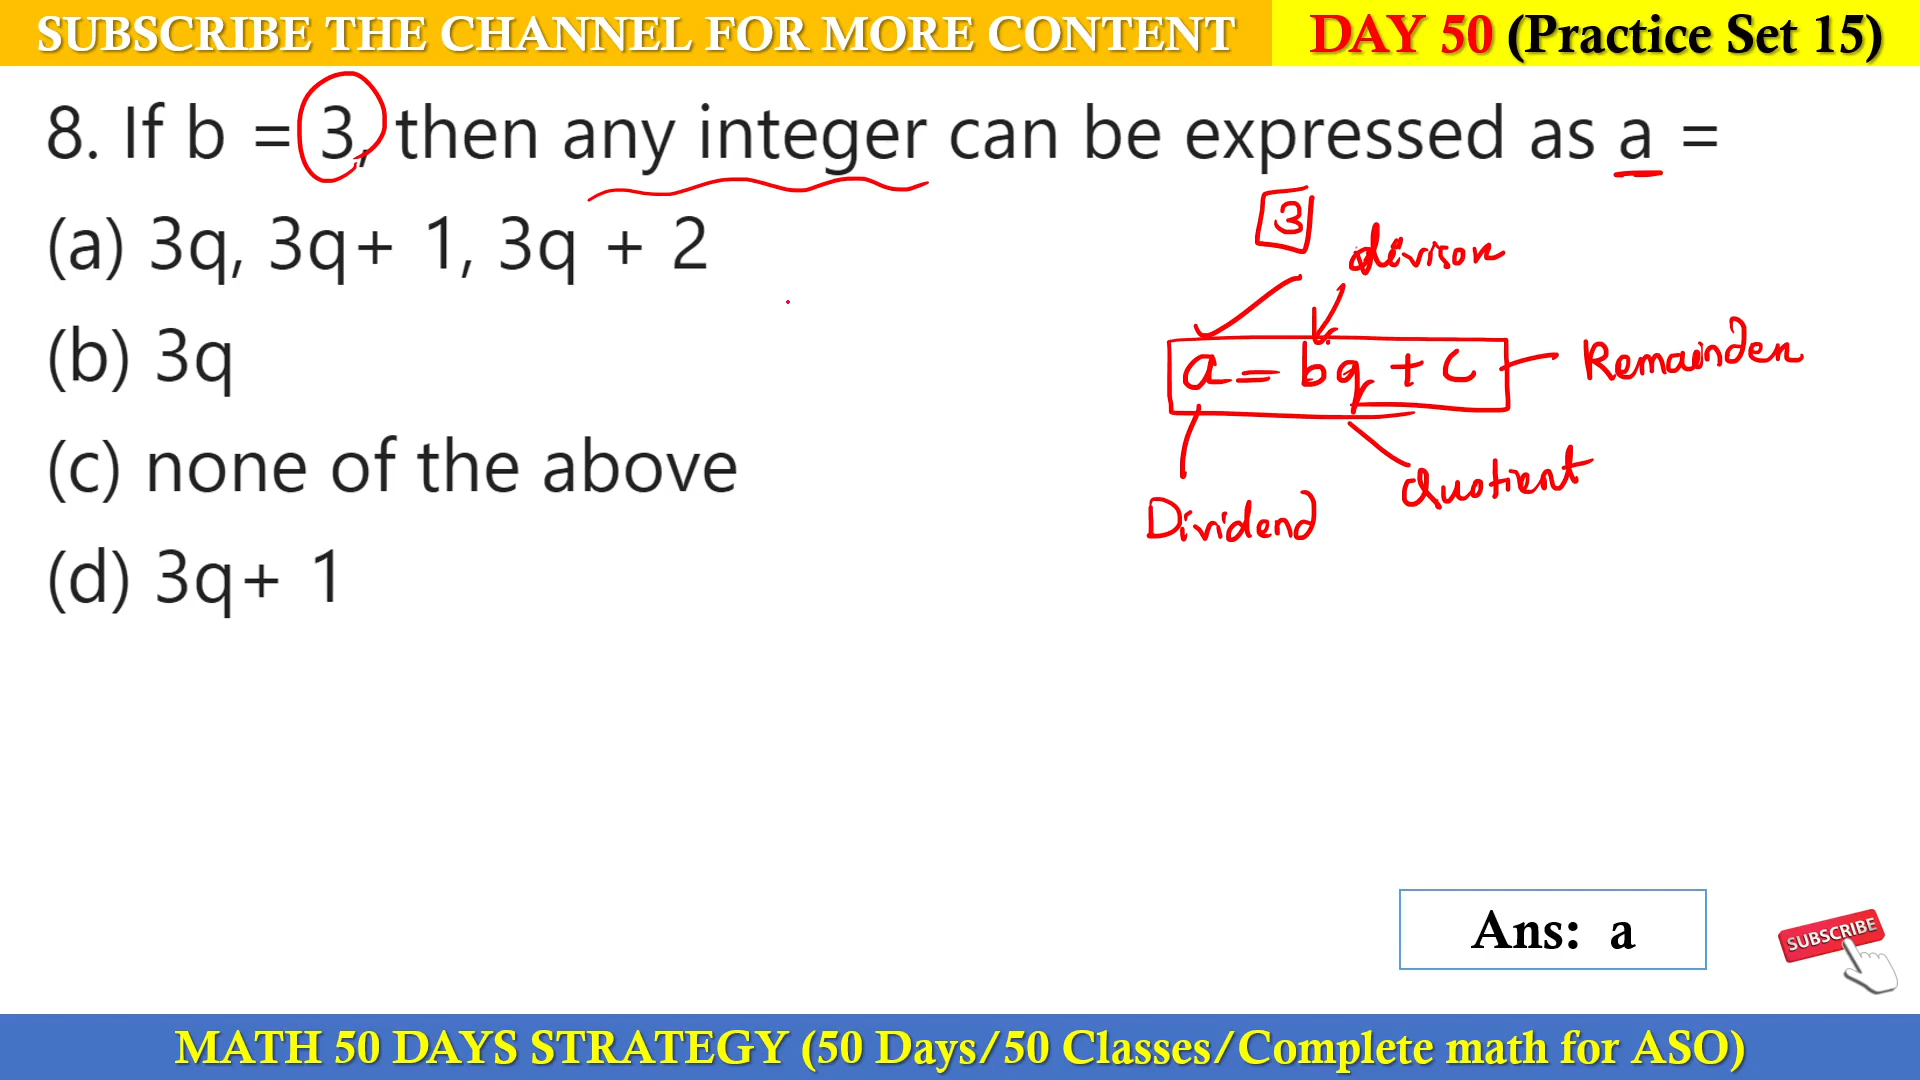 SUBSCRIBE THE CHANNEL FOR MORE CONTENT
DAY 50 (Practice Set 15)
8. If b = 3, then any integer can be expressed as a =
(a) 3q, 3q+ 1, 3q + 2
(b) 3q
(c) none of the above
(d) 3q+ 1
3
divisor
a = bq + c
Remainder
Quotient
Dividend
Ans: a
SUBSCRIBE
MATH 50 DAYS STRATEGY (50 Days/50 Classes/Complete math for ASO)